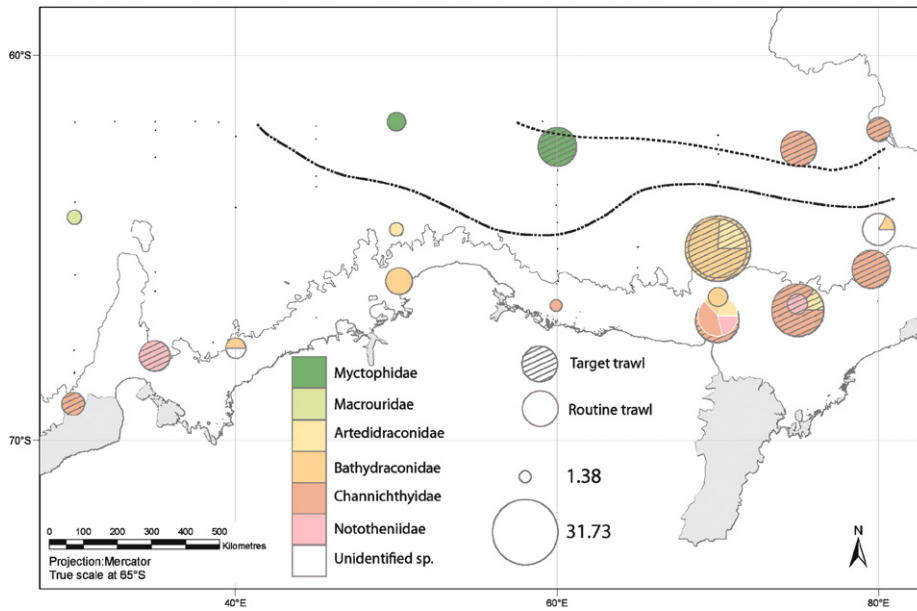 60°S
70°S
Myctophidae
Macrouridae
Artedidraconidae
Bathydraconidae
Channichthyidae
Nototheniidae
Unidentified sp.
Target trawl
Routine trawl
1.38
31.73
0 100 200 300 400 500
Kilometres
Projection:Mercator
True scale at 65°S
N
40°E 60°E 80°E